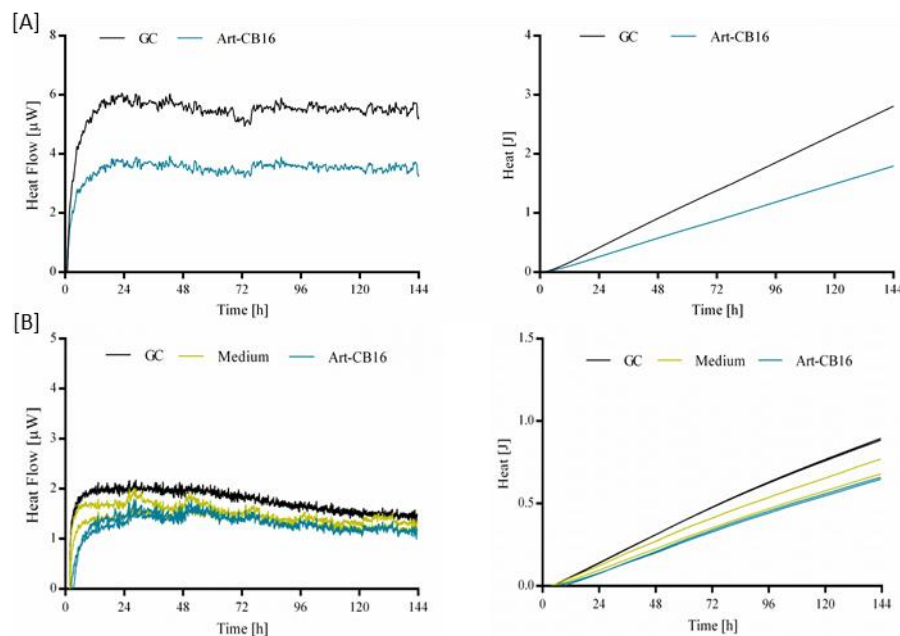 [A]
GC Art-CB16
Heat Flow [µW]
8
6
4
2
0
0 24 48 72 96 120 144
Time [h]
GC Art-CB16
Heat [J]
4
3
2
1
0
0 24 48 72 96 120 144
Time [h]
[B]
GC Medium Art-CB16
Heat Flow [µW]
5
4
3
2
1
0
0 24 48 72 96 120 144
Time [h]
GC Medium Art-CB16
Heat [J]
1.5
1.0
0.5
0.0
0 24 48 72 96 120 144
Time [h]